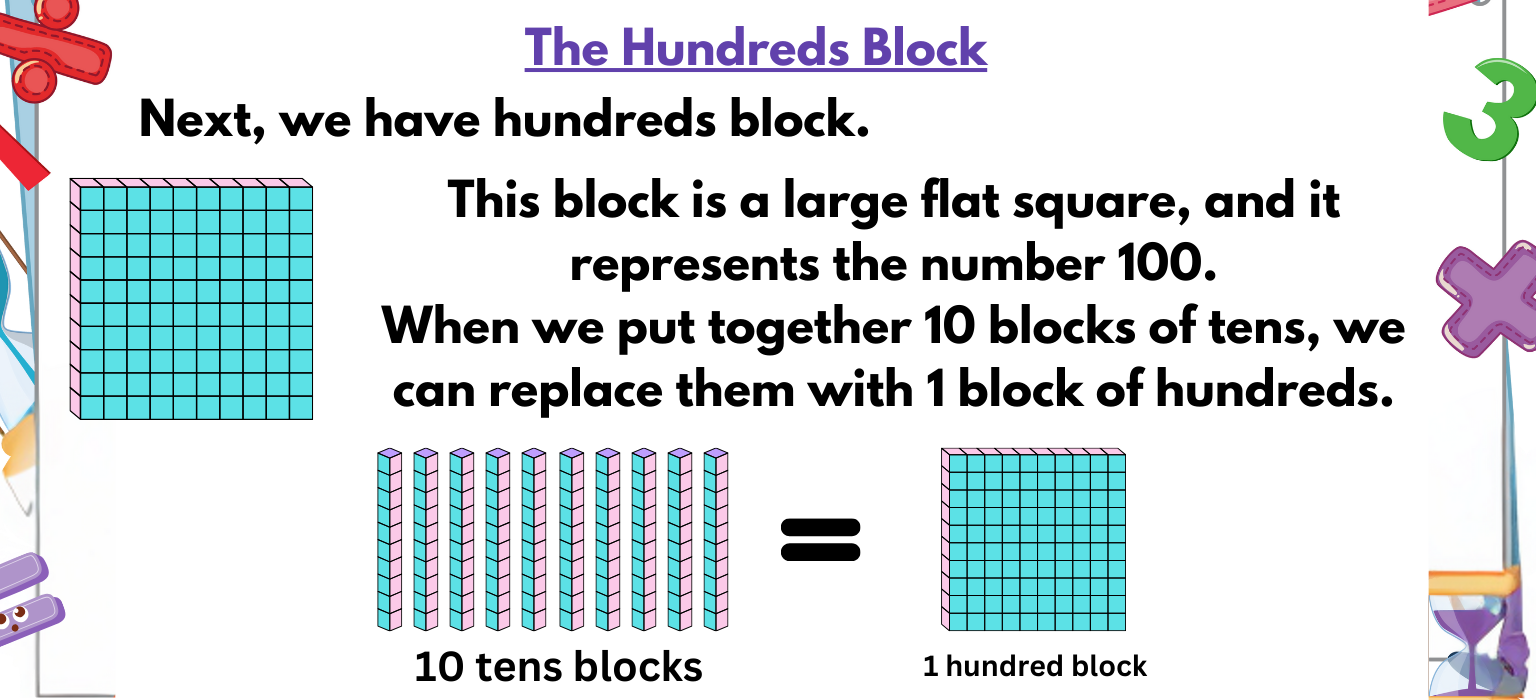 The Hundreds Block
Next, we have hundreds block.
This block is a large flat square, and it
represents the number 100.
When we put together 10 blocks of tens, we
can replace them with 1 block of hundreds.
=
10 tens blocks
1 hundred block
3